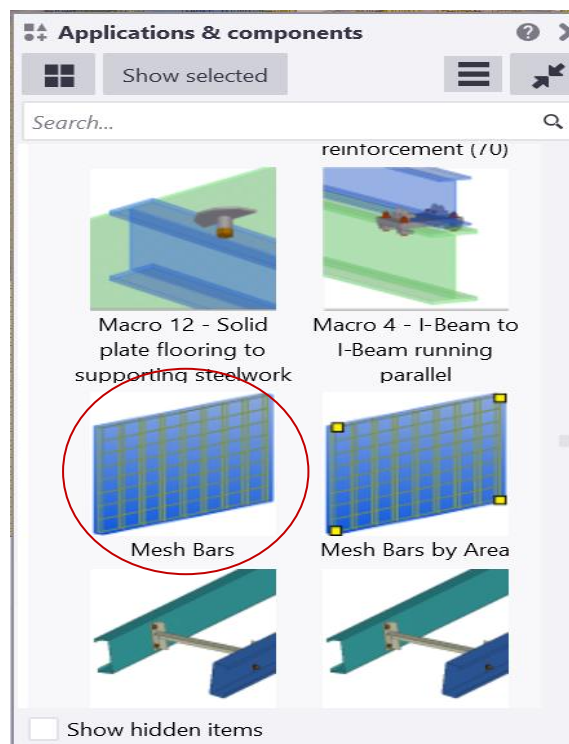 Applications & components
Show selected
Search...
reinforcement (70)
Macro 12 - Solid
plate flooring to
supporting steelwork
Macro 4 - I-Beam to
I-Beam running
parallel
Mesh Bars
Mesh Bars by Area
Show hidden items